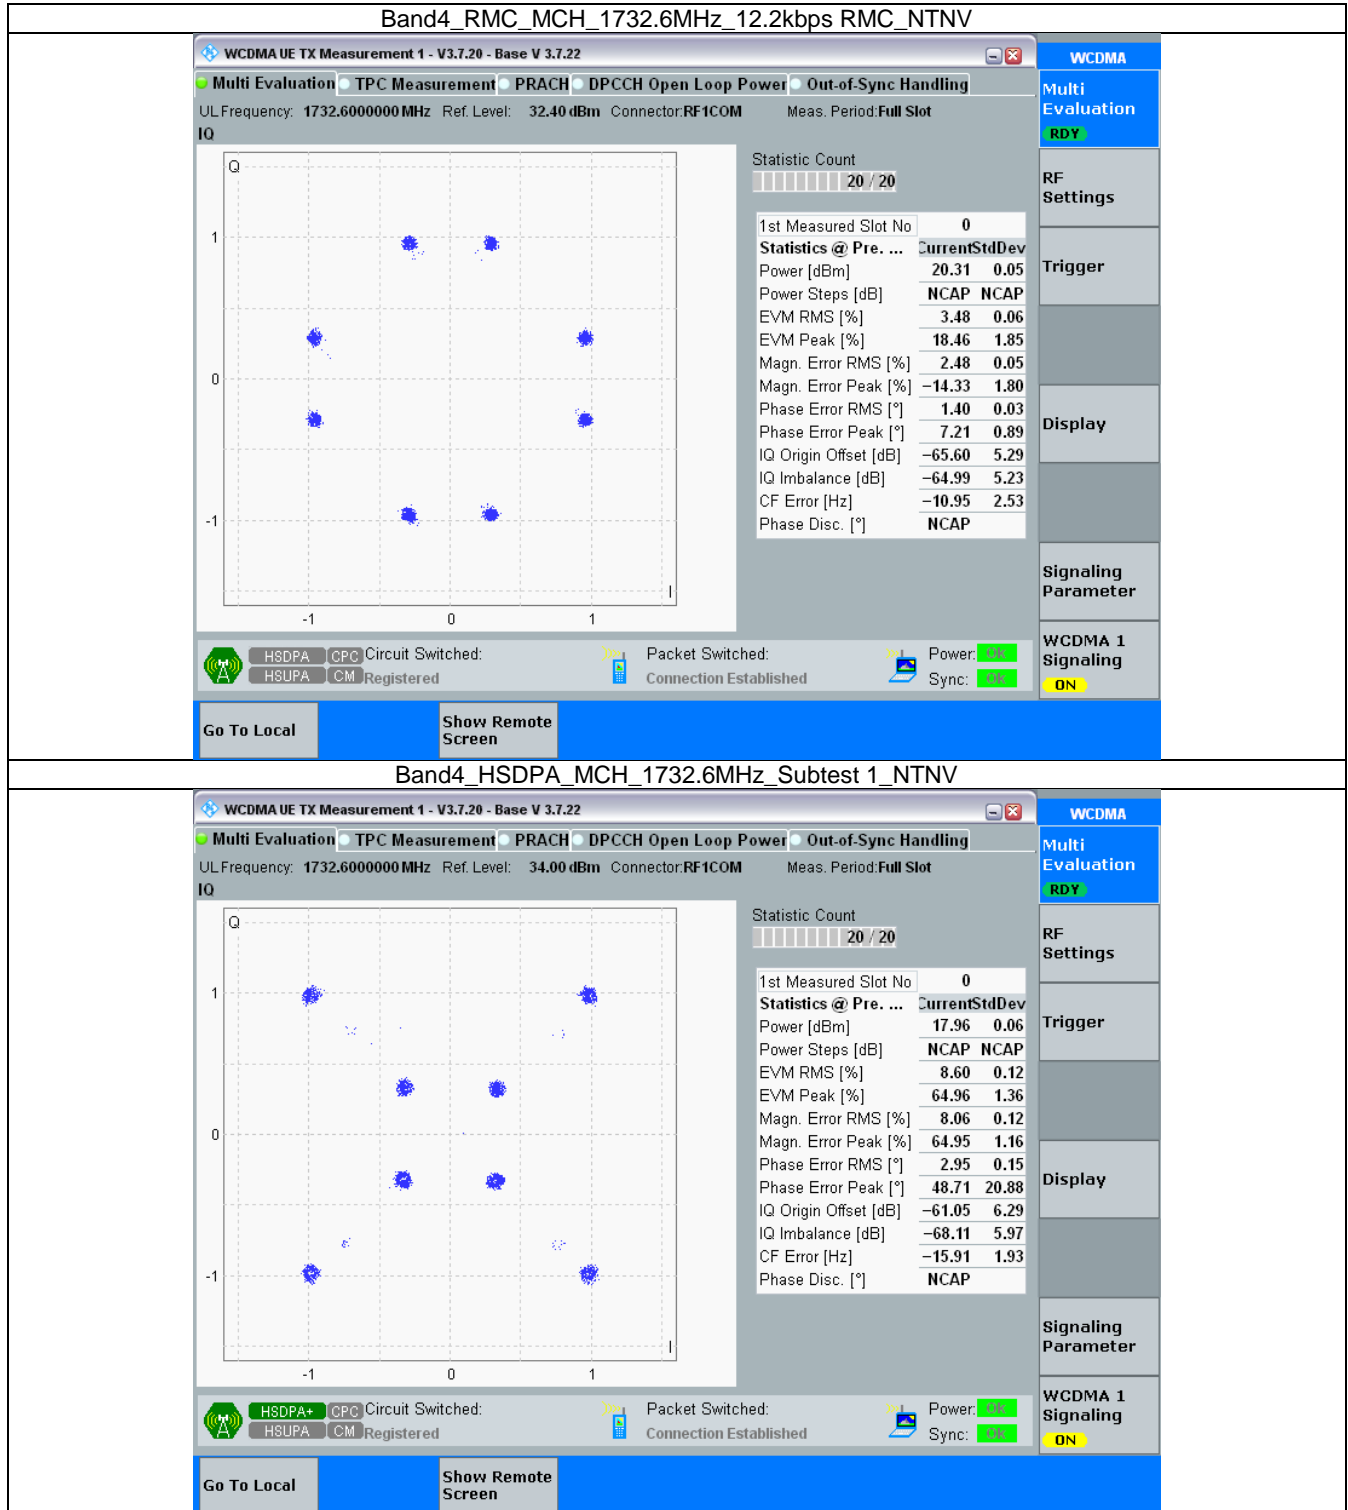 Band4_RMC_MCH_1732.6MHz_12.2kbps RMC_NTNV
WCDMA UE TX Measurement 1 - V3.7.20 - Base V 3.7.22
WCDMA
Multi Evaluation TPC Measurement PRACH DPCCH Open Loop Power Out-of-Sync Handling
Multi
Evaluation
RDY
UL Frequency: 1732.6000000 MHz Ref. Level: 32.40 dBm Connector:RF1COM Meas. Period:Full Slot
IQ
Q
1
0
-1
-1 0 1
I
Statistic Count
20 / 20
1st Measured Slot No 0
Statistics @ Pre. ... Current StdDev
Power [dBm] 20.31 0.05
Power Steps [dB] NCAP NCAP
EVM RMS [%] 3.48 0.06
EVM Peak [%] 18.46 1.85
Magn. Error RMS [%] 2.48 0.05
Magn. Error Peak [%] −14.33 1.80
Phase Error RMS [°] 1.40 0.03
Phase Error Peak [°] 7.21 0.89
IQ Origin Offset [dB] −65.60 5.29
IQ Imbalance [dB] −64.99 5.23
CF Error [Hz] −10.95 2.53
Phase Disc. [°] NCAP
RF
Settings
Trigger
Display
Signaling
Parameter
WCDMA 1
Signaling
ON
HSDPA CPC Circuit Switched: Packet Switched: Power: OK
HSUPA CM Registered Connection Established Sync: OK
Go To Local
Show Remote
Screen
Band4_HSDPA_MCH_1732.6MHz_Subtest 1_NTNV
WCDMA UE TX Measurement 1 - V3.7.20 - Base V 3.7.22
WCDMA
Multi Evaluation TPC Measurement PRACH DPCCH Open Loop Power Out-of-Sync Handling
Multi
Evaluation
RDY
UL Frequency: 1732.6000000 MHz Ref. Level: 34.00 dBm Connector:RF1COM Meas. Period:Full Slot
IQ
Q
1
0
-1
-1 0 1
I
Statistic Count
20 / 20
1st Measured Slot No 0
Statistics @ Pre. ... Current StdDev
Power [dBm] 17.96 0.06
Power Steps [dB] NCAP NCAP
EVM RMS [%] 8.60 0.12
EVM Peak [%] 64.96 1.36
Magn. Error RMS [%] 8.06 0.12
Magn. Error Peak [%] 64.95 1.16
Phase Error RMS [°] 2.95 0.15
Phase Error Peak [°] 48.71 20.88
IQ Origin Offset [dB] −61.05 6.29
IQ Imbalance [dB] −68.11 5.97
CF Error [Hz] −15.91 1.93
Phase Disc. [°] NCAP
RF
Settings
Trigger
Display
Signaling
Parameter
WCDMA 1
Signaling
ON
HSDPA+ CPC Circuit Switched: Packet Switched: Power: OK
HSUPA CM Registered Connection Established Sync: OK
Go To Local
Show Remote
Screen